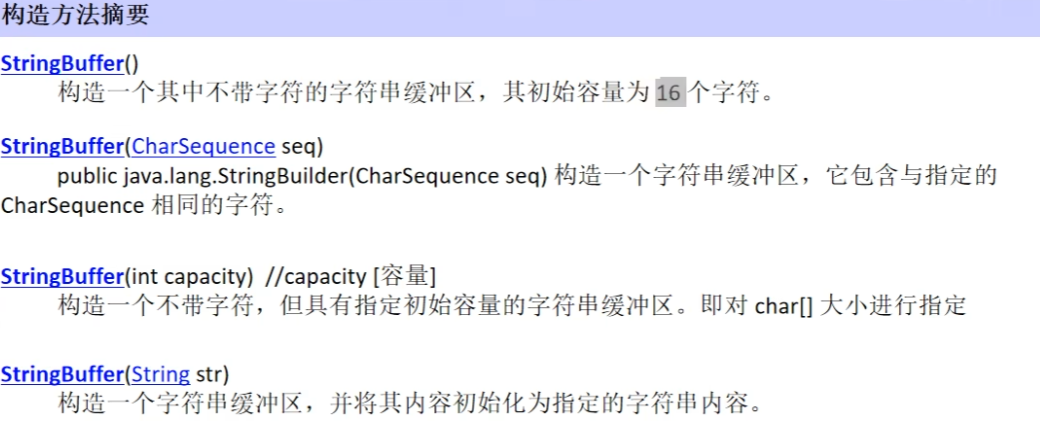 构造方法摘要
StringBuffer()
构造一个其中不带字符的字符串缓冲区，其初始容量为 16 个字符。
StringBuffer(CharSequence seq)
public java.lang.StringBuilder(CharSequence seq) 构造一个字符串缓冲区，它包含与指定的
CharSequence 相同的字符。
StringBuffer(int capacity)  //capacity [容量]
构造一个不带字符，但具有指定初始容量的字符串缓冲区。即对 char[] 大小进行指定
StringBuffer(String str)
构造一个字符串缓冲区，并将其内容初始化为指定的字符串内容。